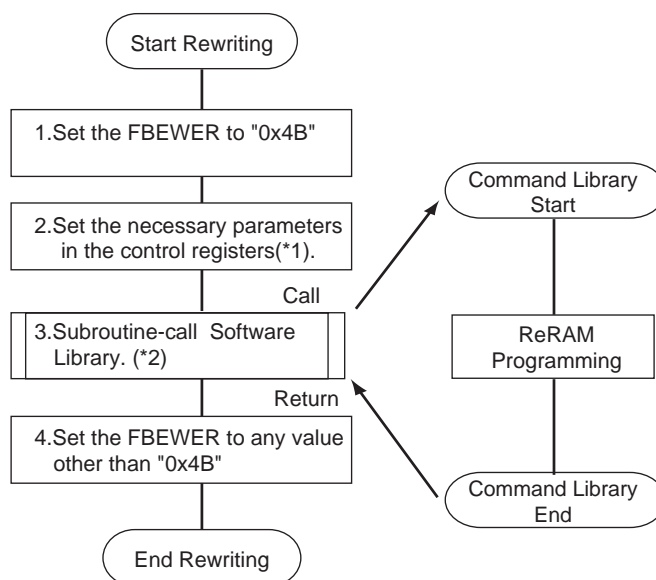 Start Rewriting
1.Set the FBEWER to "0x4B"
2.Set the necessary parameters
in the control registers(*1).
Call
3.Subroutine-call Software
Library. (*2)
Return
4.Set the FBEWER to any value
other than "0x4B"
End Rewriting
Command Library
Start
ReRAM
Programming
Command Library
End